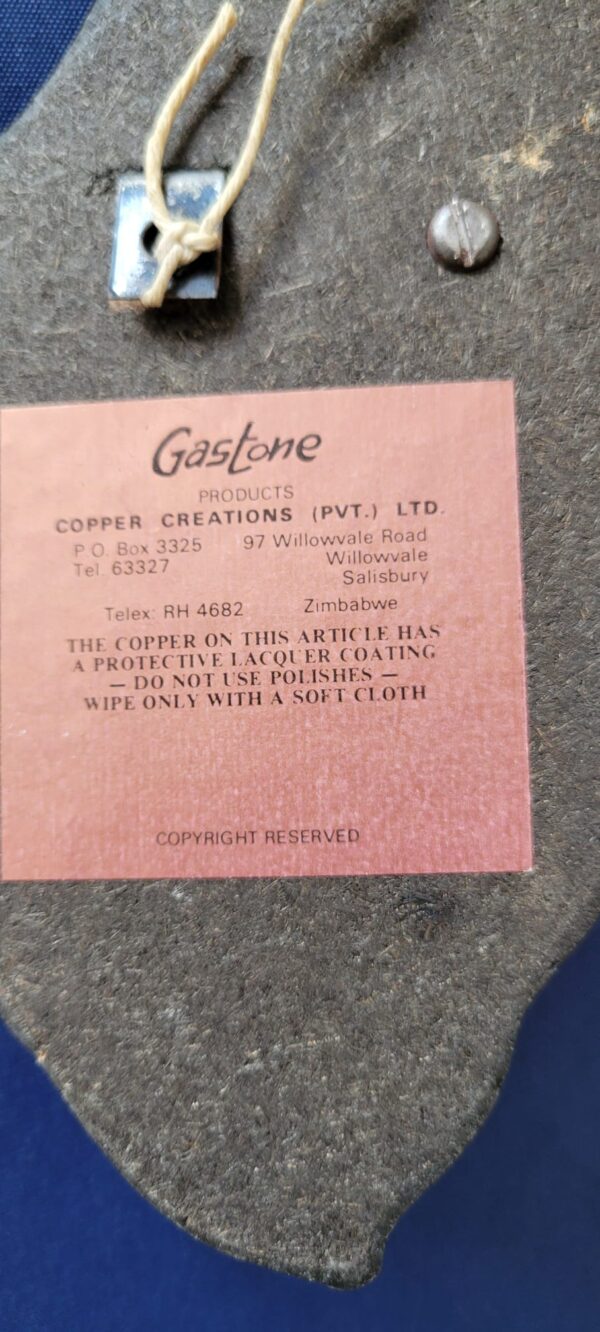 Gastone
PRODUCTS
COPPER CREATIONS (PVT.) LTD.
P.O. Box 3325 97 Willowvale Road
Tel. 63327 Willowvale
Salisbury
Telex: RH 4682 Zimbabwe
THE COPPER ON THIS ARTICLE HAS
A PROTECTIVE LACQUER COATING
— DO NOT USE POLISHES —
WIPE ONLY WITH A SOFT CLOTH
COPYRIGHT RESERVED